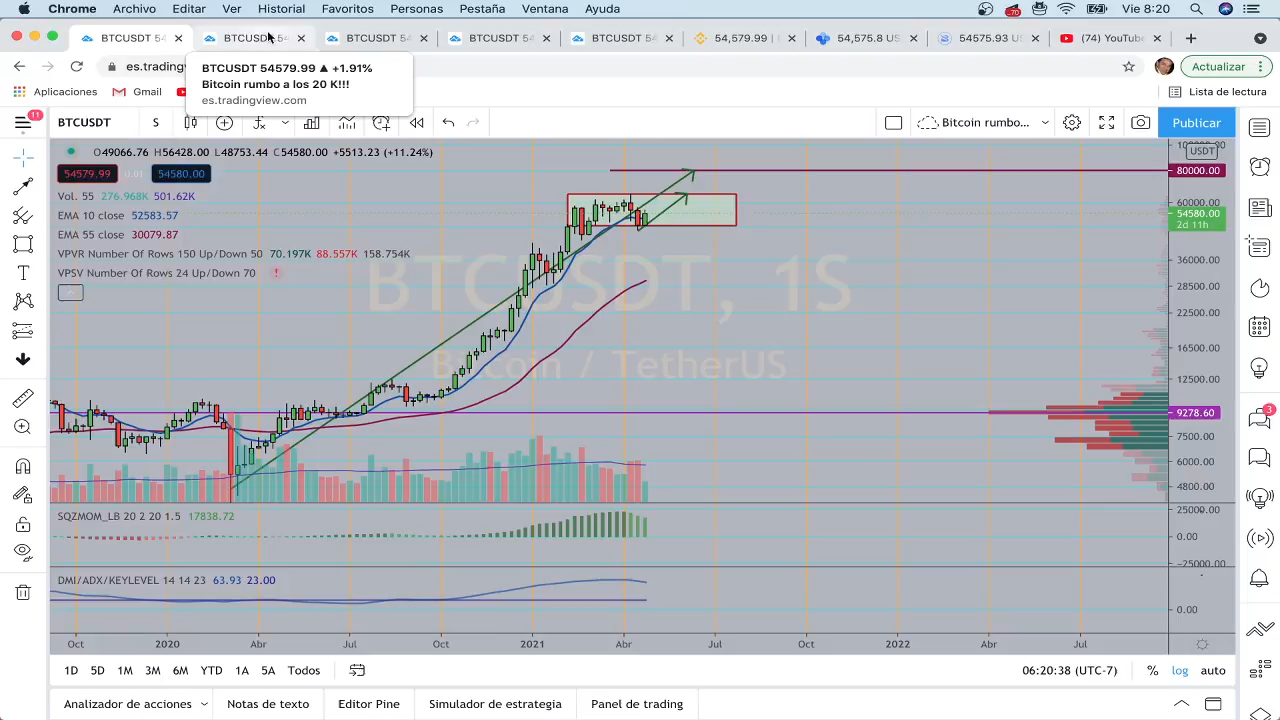 Chrome Archivo Editar Ver Historial Favoritos Personas Pestaña Ventana Ayuda .70 Vie 8:20
BTCUSDT 54 BTCUSDT 54 BTCUSDT 54 BTCUSDT 54 BTCUSDT 54 54,579.99 | 54,575.8 US 54575.93 US (74) YouTube
es.trading Actualizar
BTCUSDT 54579.99 ▲ +1.91%
Bitcoin rumbo a los 20 K!!!
es.tradingview.com
Aplicaciones Gmail Lista de lectura
11 BTCUSDT S Bitcoin rumbo... Publicar
O49066.76 H56428.00 L48753.44 C54580.00 +5513.23 (+11.24%)
54579.99 0.01 54580.00
Vol. 55 276.968K 501.62K
EMA 10 close 52583.57
EMA 55 close 30079.87
VPVR Number Of Rows 150 Up/Down 50 70.197K 88.557K 158.754K
VPSV Number Of Rows 24 Up/Down 70 !
BTCUSDT, 1S
Bitcoin / TetherUS
USDT
80000.00
60000.00
54580.00
2d 11h
36000.00
28500.00
22500.00
16500.00
12500.00
9278.60
7500.00
6000.00
4800.00
SQZMOM_LB 20 2 20 1.5 17838.72
25000.00
0.00
−25000.00
DMI/ADX/KEYLEVEL 14 14 23 63.93 23.00
0.00
Oct 2020 Abr Jul Oct 2021 Abr Jul Oct 2022 Abr Jul
1D 5D 1M 3M 6M YTD 1A 5A Todos 06:20:38 (UTC-7) % log auto
Analizador de acciones Notas de texto Editor Pine Simulador de estrategia Panel de trading
3